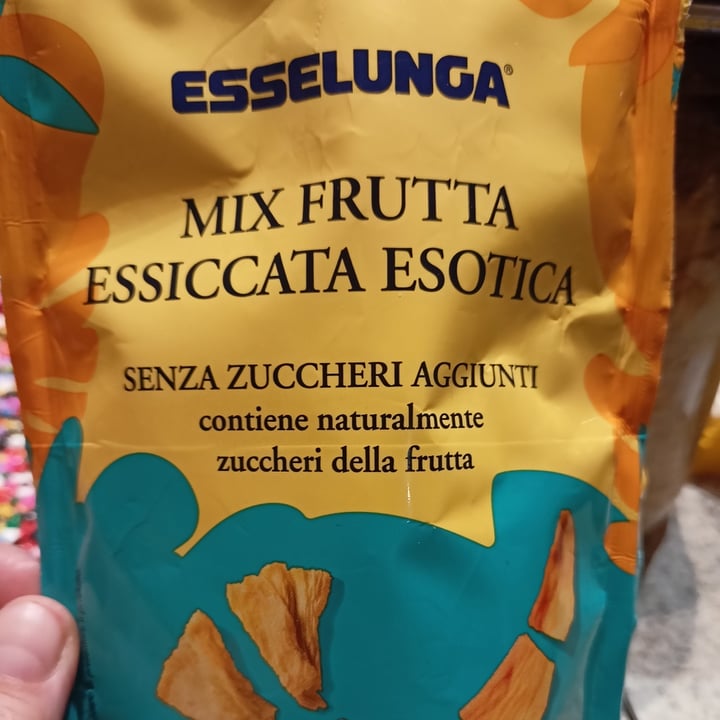 ESSELUNGA®
MIX FRUTTA
ESSICCATA ESOTICA
SENZA ZUCCHERI AGGIUNTI
contiene naturalmente
zuccheri della frutta